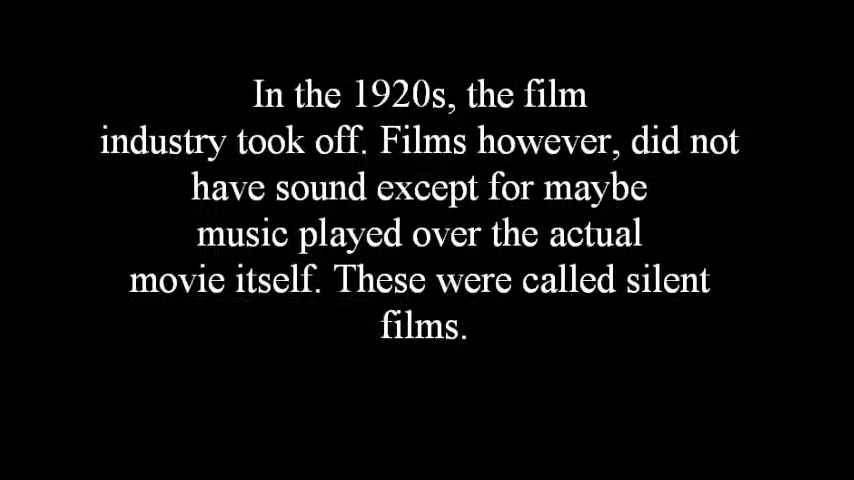 In the 1920s, the film
industry took off. Films however, did not
have sound except for maybe
music played over the actual
movie itself. These were called silent
films.